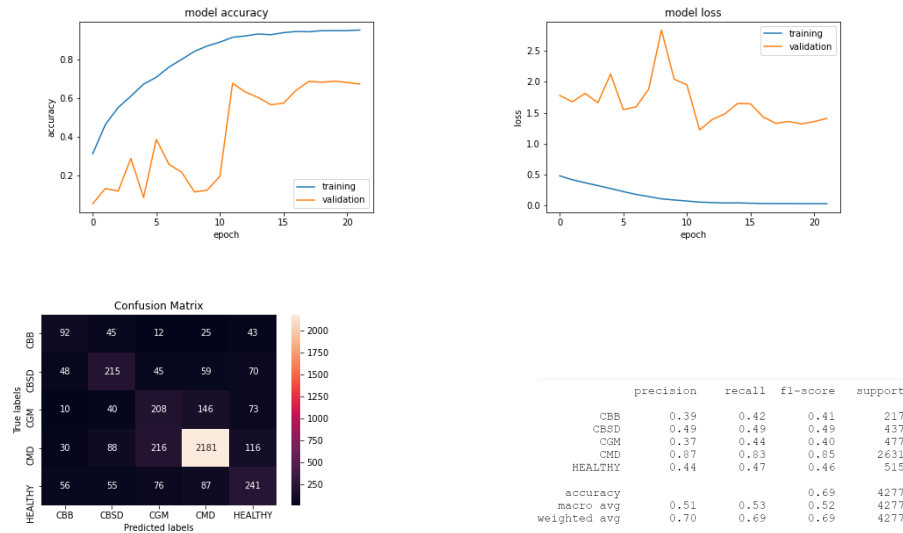 model accuracy
0.8
0.6
0.4
0.2
accuracy
training
validation
0
5
10
15
20
epoch
model loss
training
validation
2.5
2.0
1.5
1.0
0.5
0.0
loss
0
5
10
15
20
epoch
Confusion Matrix
True labels
CBB
CBSD
CGM
CMD
HEALTHY
92 45 12 25 43
48 215 45 59 70
10 40 208 146 73
30 88 216 2181 116
56 55 76 87 241
CBB CBSD CGM CMD HEALTHY
Predicted labels
2000
1750
1500
1250
1000
750
500
250
precision recall f1-score support
CBB 0.39 0.42 0.41 217
CBSD 0.49 0.49 0.49 437
CGM 0.37 0.44 0.40 477
CMD 0.87 0.83 0.85 2631
HEALTHY 0.44 0.47 0.46 515
accuracy 0.69 4277
macro avg 0.51 0.53 0.52 4277
weighted avg 0.70 0.69 0.69 4277